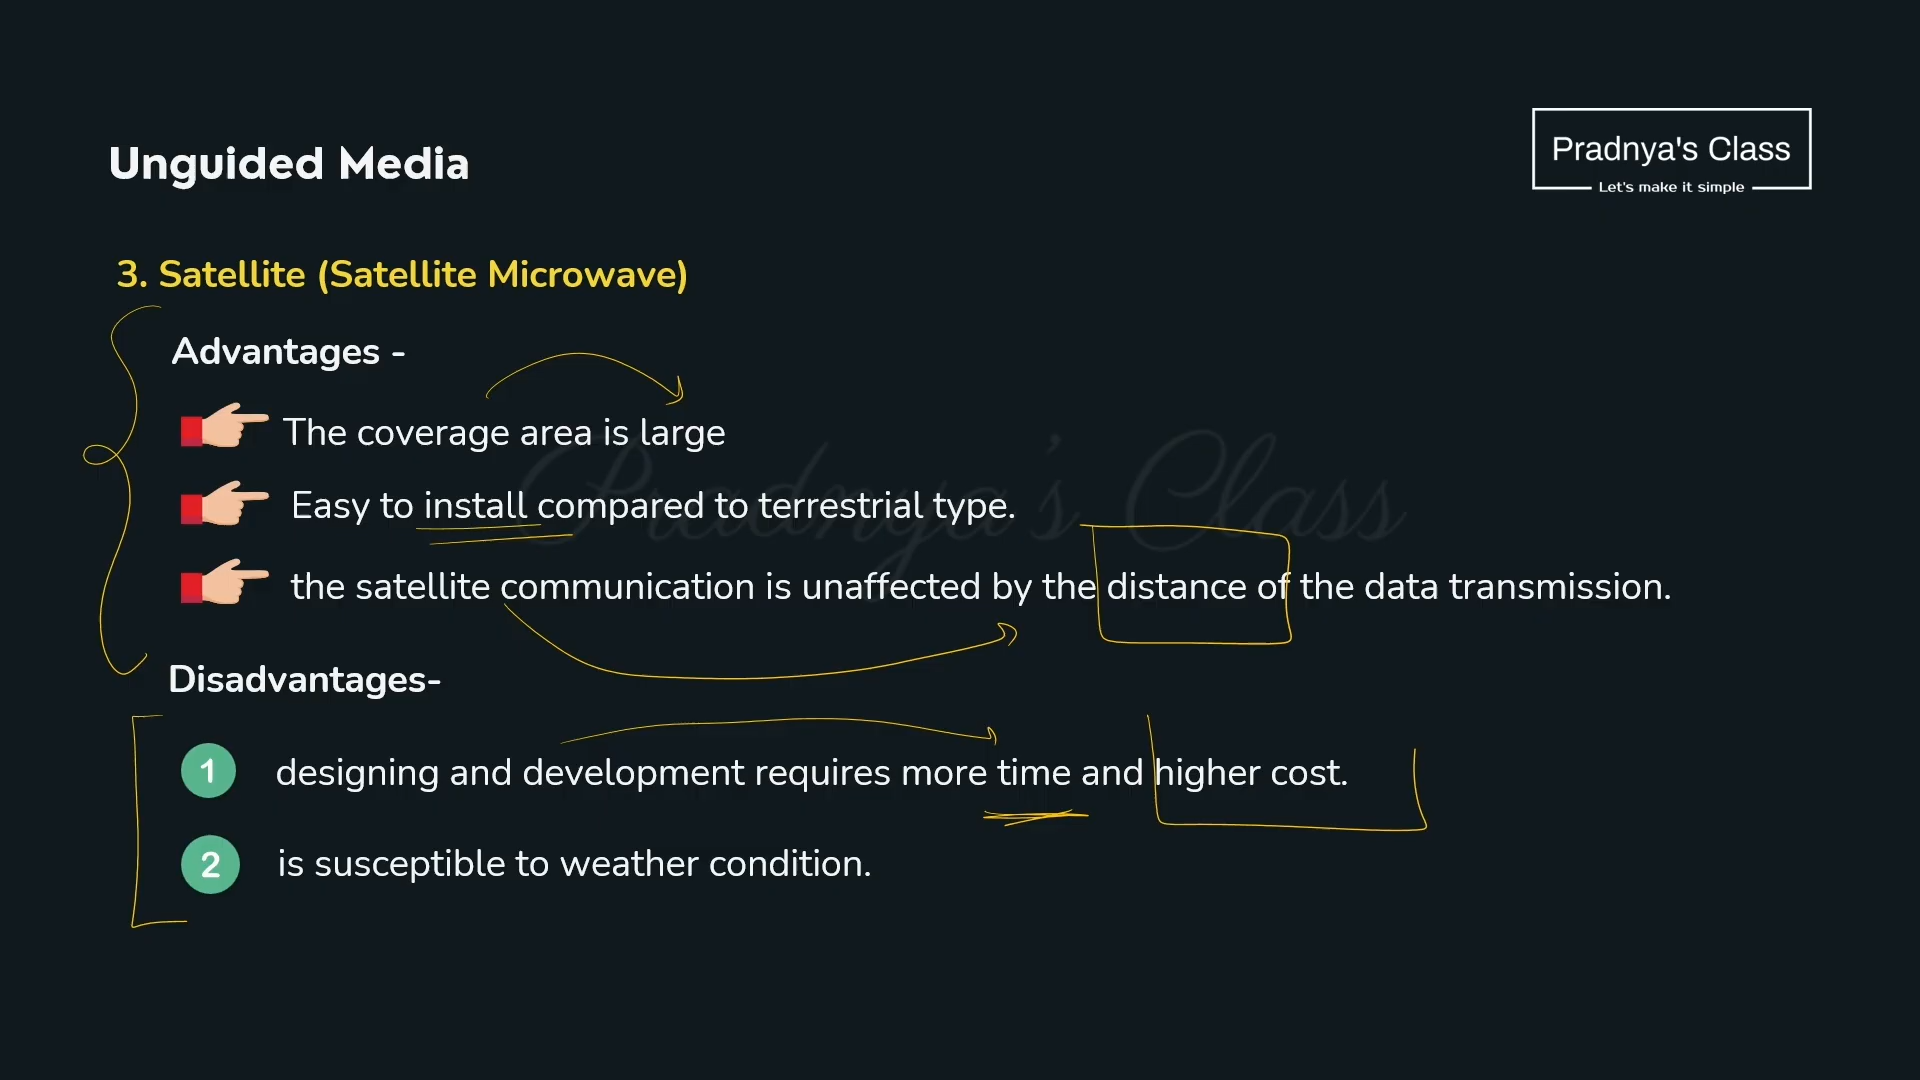 Unguided Media
Pradnya's Class
Let's make it simple
3. Satellite (Satellite Microwave)
Advantages -
The coverage area is large
Easy to install compared to terrestrial type.
the satellite communication is unaffected by the distance of the data transmission.
Disadvantages-
1 designing and development requires more time and higher cost.
2 is susceptible to weather condition.
Pradnya's Class